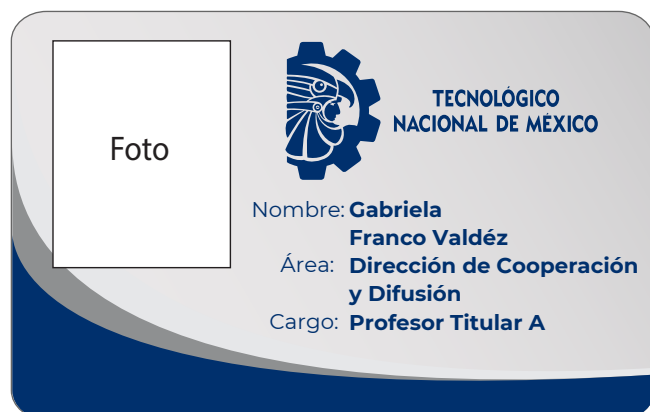 Foto
TECNOLÓGICO
NACIONAL DE MÉXICO
Nombre: Gabriela
Franco Valdéz
Área: Dirección de Cooperación
y Difusión
Cargo: Profesor Titular A